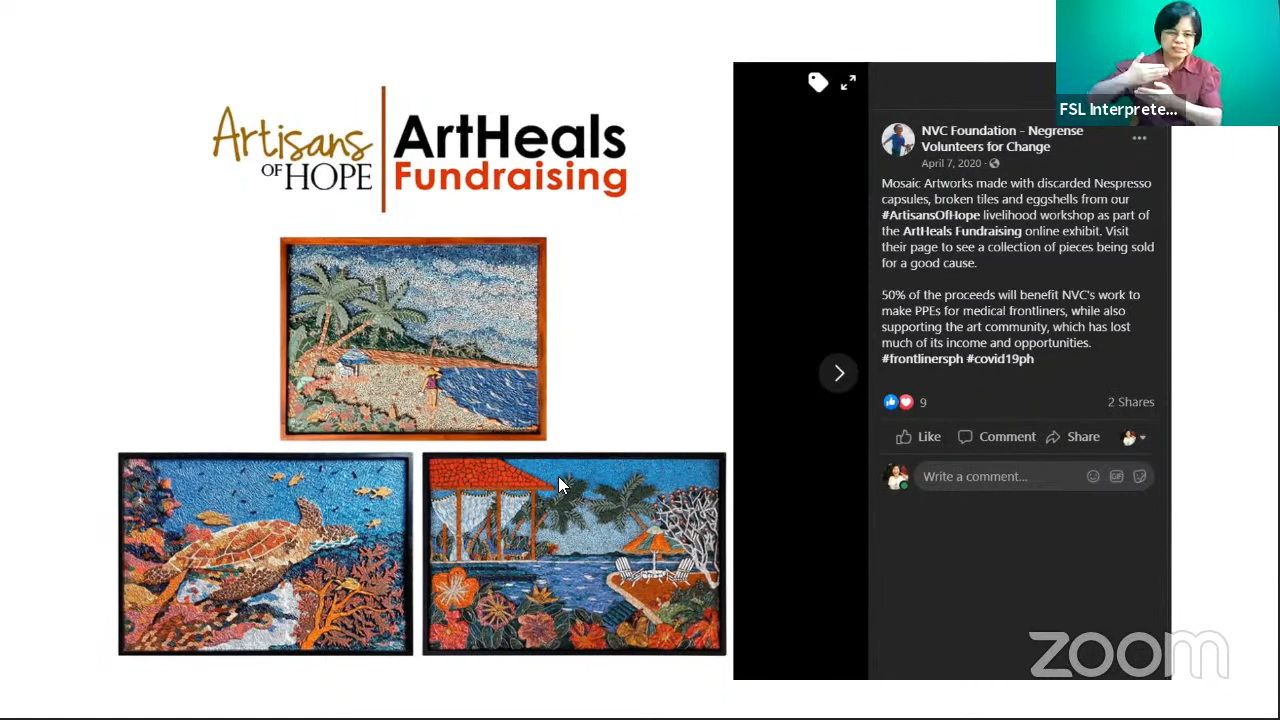 Artisans
OF HOPE
ArtHeals
Fundraising
FSL Interprete...
NVC Foundation - Negrense
Volunteers for Change
April 7, 2020 ·
Mosaic Artworks made with discarded Nespresso
capsules, broken tiles and eggshells from our
#ArtisansOfHope livelihood workshop as part of
the ArtHeals Fundraising online exhibit. Visit
their page to see a collection of pieces being sold
for a good cause.
50% of the proceeds will benefit NVC's work to
make PPEs for medical frontliners, while also
supporting the art community, which has lost
much of its income and opportunities.
#frontlinersph #covid19ph
9
2 Shares
Like
Comment
Share
Write a comment...
GIF
zoom